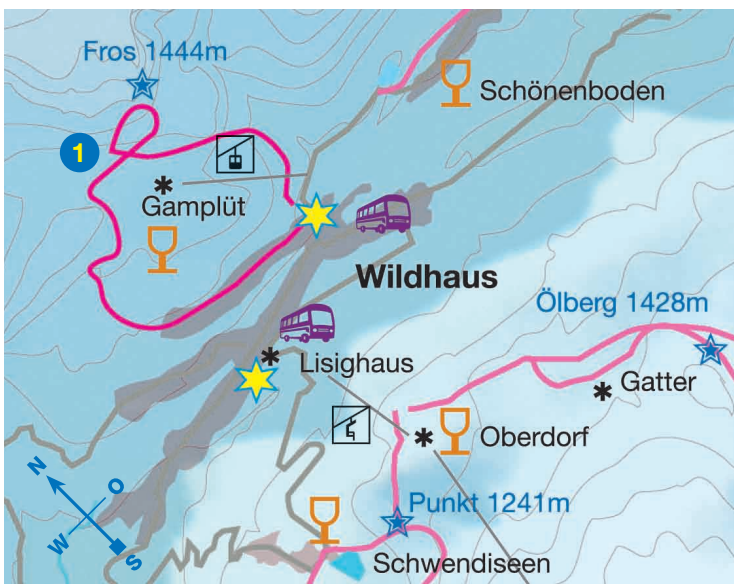 Fros 1444m
Schönenboden
1
Gamplüt
Wildhaus
Ölberg 1428m
Lisighaus
Gatter
Oberdorf
N
O
Punkt 1241m
W
S
Schwendiseen